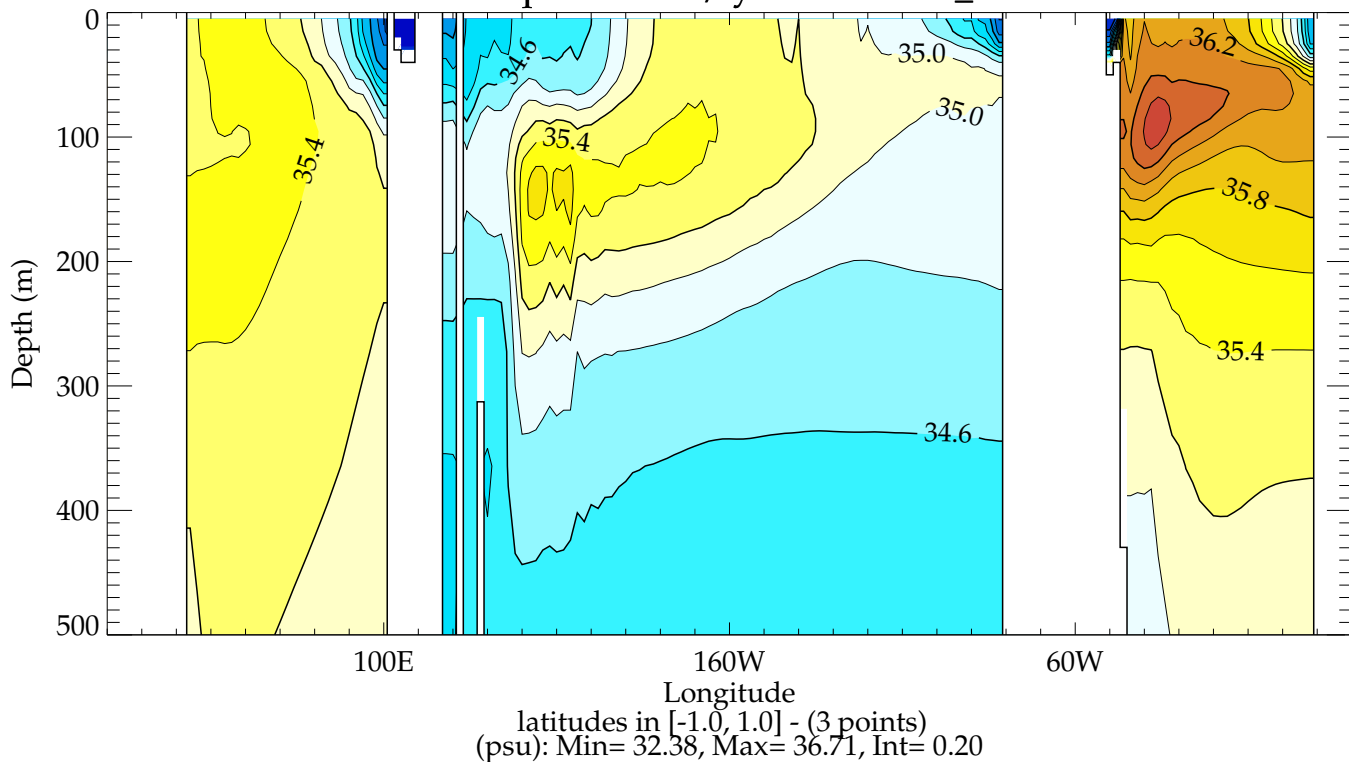 0
100
200
300
400
500
Depth (m)
35.4
34.6
35.4
35.0
35.0
34.6
36.2
35.8
35.4
100E
160W
60W
Longitude
latitudes in [-1.0, 1.0] - (3 points)
(psu): Min= 32.38, Max= 36.71, Int= 0.20